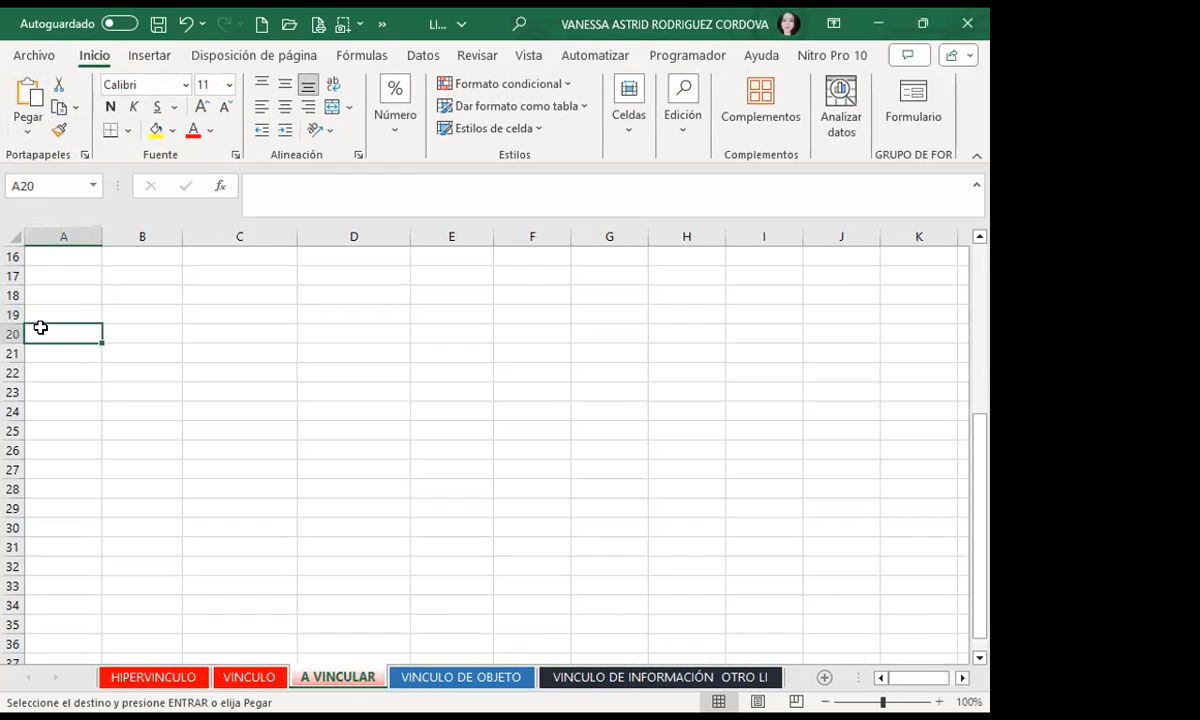 Autoguardado LI... VANESSA ASTRID RODRIGUEZ CORDOVA
Archivo Inicio Insertar Disposición de página Fórmulas Datos Revisar Vista Automatizar Programador Ayuda Nitro Pro 10
Pegar
Calibri 11
N K S
Número
Formato condicional
Dar formato como tabla
Estilos de celda
Celdas
Edición
Complementos
Analizar
datos
Formulario
Portapapeles Fuente Alineación Estilos Complementos GRUPO DE FOR
A20 fx
A B C D E F G H I J K
16
17
18
19
20
21
22
23
24
25
26
27
28
29
30
31
32
33
34
35
36
37
HIPERVINCULO VINCULO A VINCULAR VINCULO DE OBJETO VINCULO DE INFORMACIÓN OTRO LI
Seleccione el destino y presione ENTRAR o elija Pegar 100%